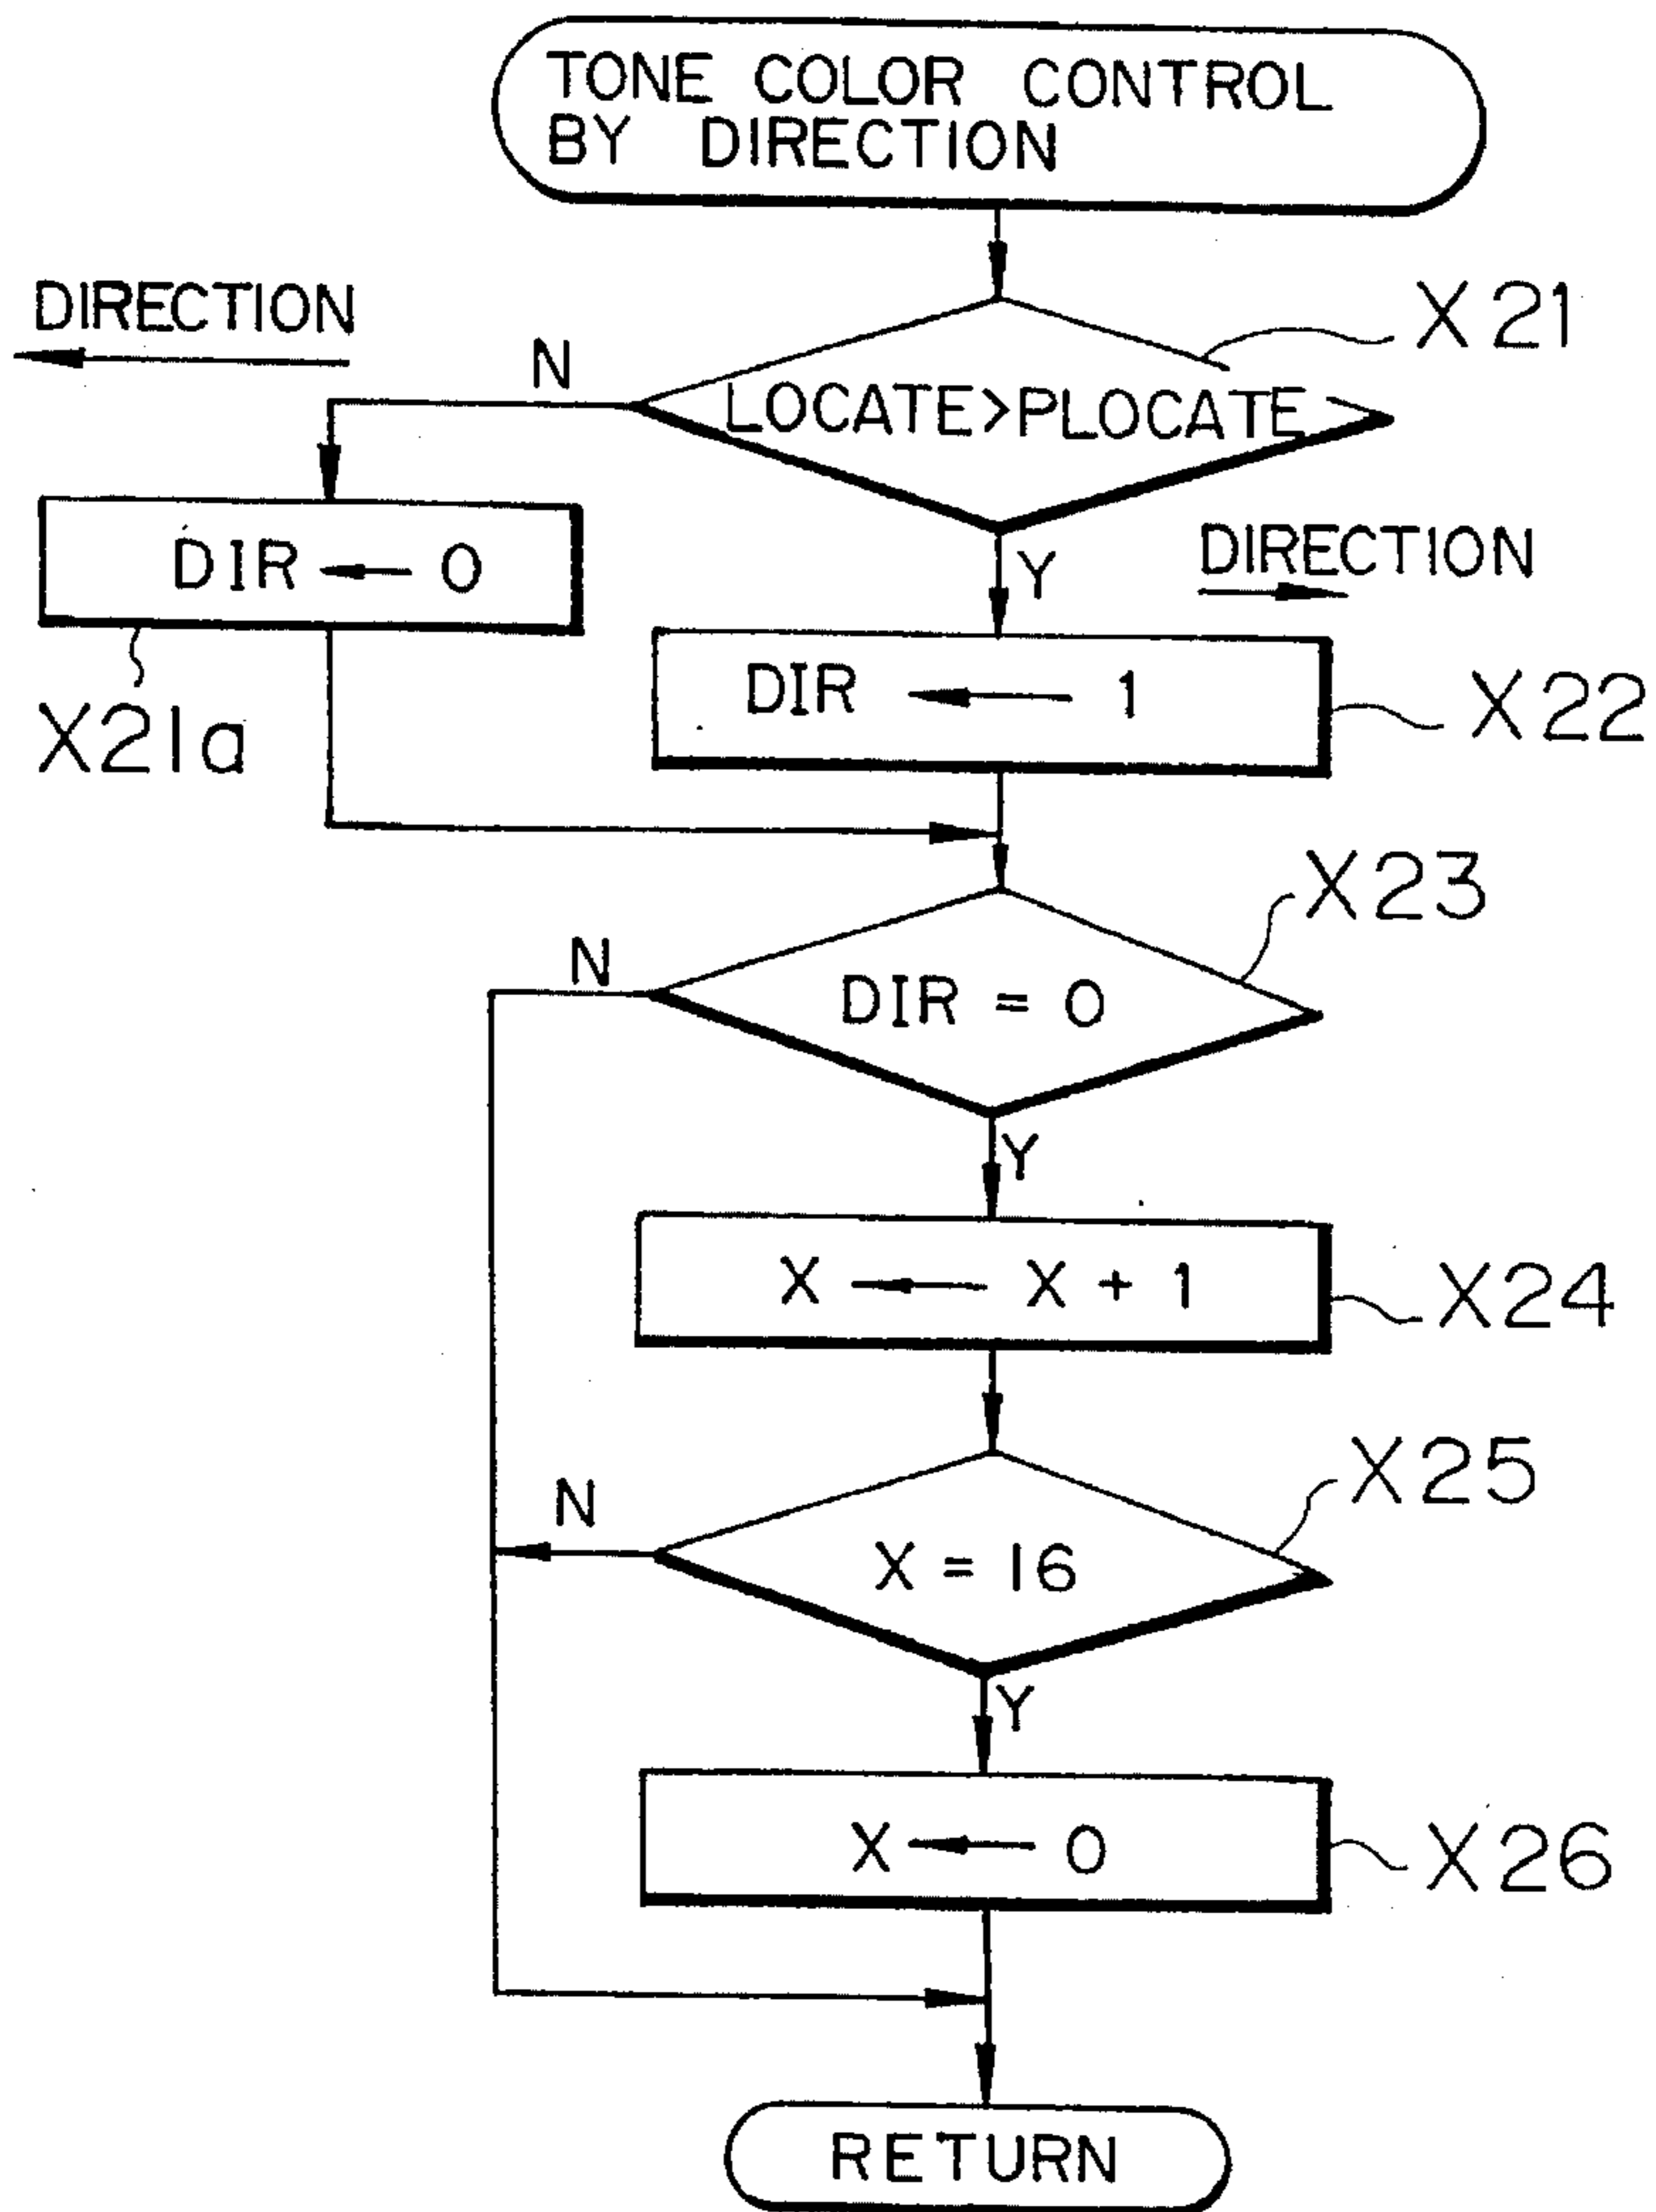 TONE COLOR CONTROL
BY DIRECTION
X21
DIRECTION
←
N
LOCATE>PLOCATE
DIR ← 0
Y
DIRECTION
→
X21a
DIR ← 1
X22
X23
N
DIR = 0
Y
X ← X + 1
X24
X25
N
X = 16
Y
X ← 0
X26
RETURN